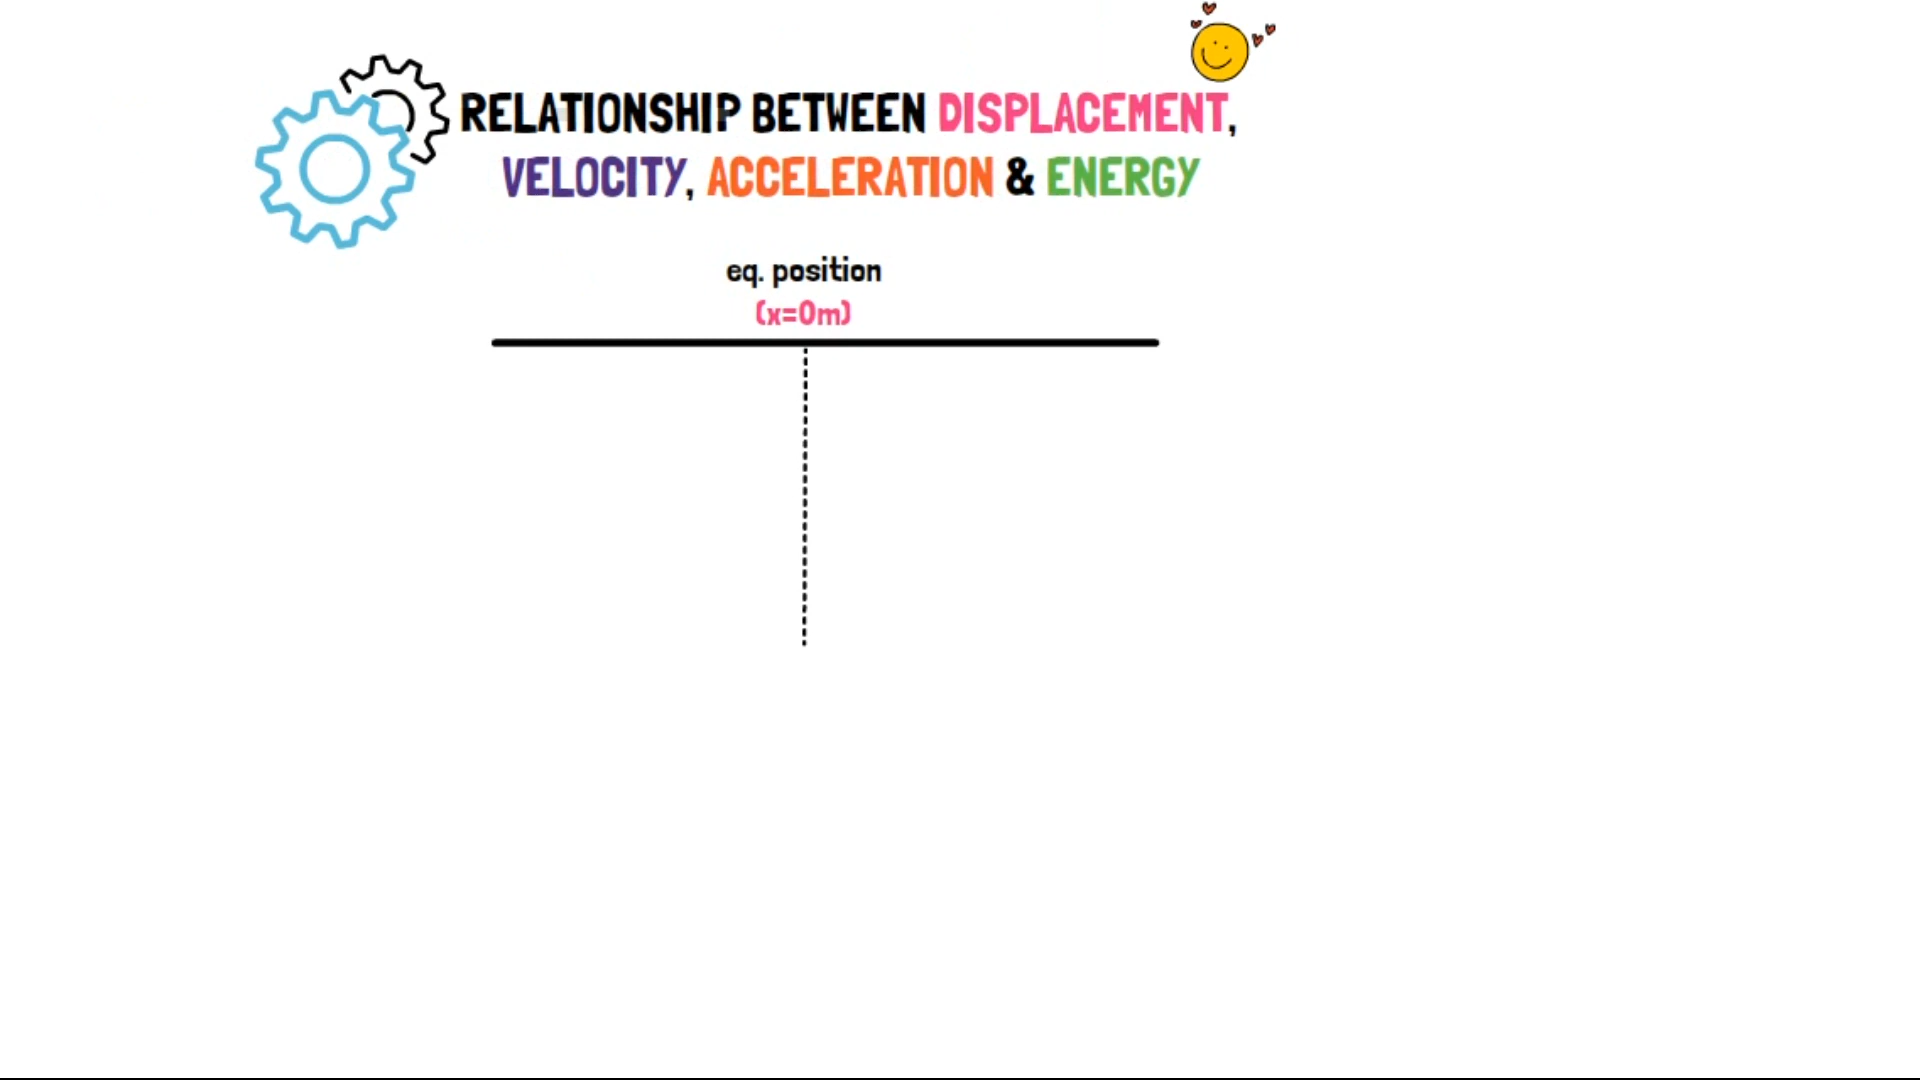 RELATIONSHIP BETWEEN DISPLACEMENT,
VELOCITY, ACCELERATION & ENERGY
eq. position
(x=0m)